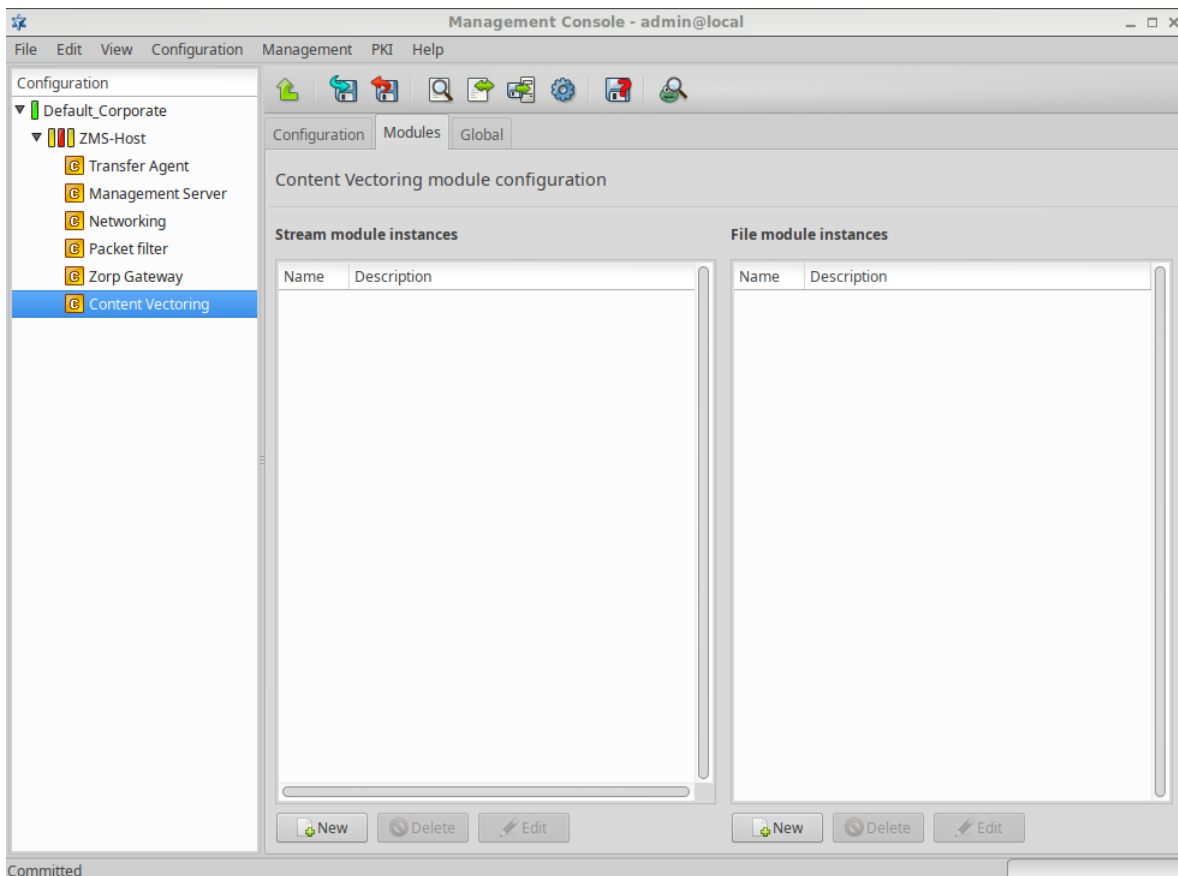 Management Console - admin@local
File Edit View Configuration Management PKI Help
Configuration
Default_Corporate
ZMS-Host
Transfer Agent
Management Server
Networking
Packet filter
Zorp Gateway
Content Vectoring
Configuration Modules Global
Content Vectoring module configuration
Stream module instances
Name Description
New Delete Edit
File module instances
Name Description
New Delete Edit
Committed